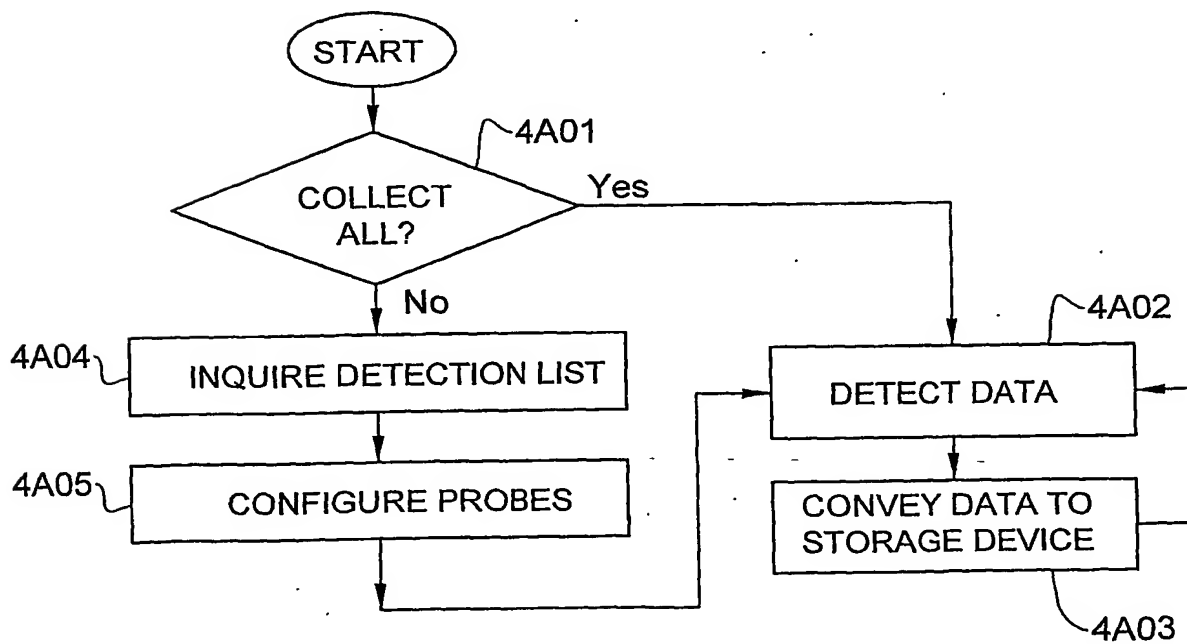 START
4A01
COLLECT
ALL?
Yes
No
4A02
4A04
INQUIRE DETECTION LIST
DETECT DATA
4A05
CONFIGURE PROBES
CONVEY DATA TO
STORAGE DEVICE
4A03